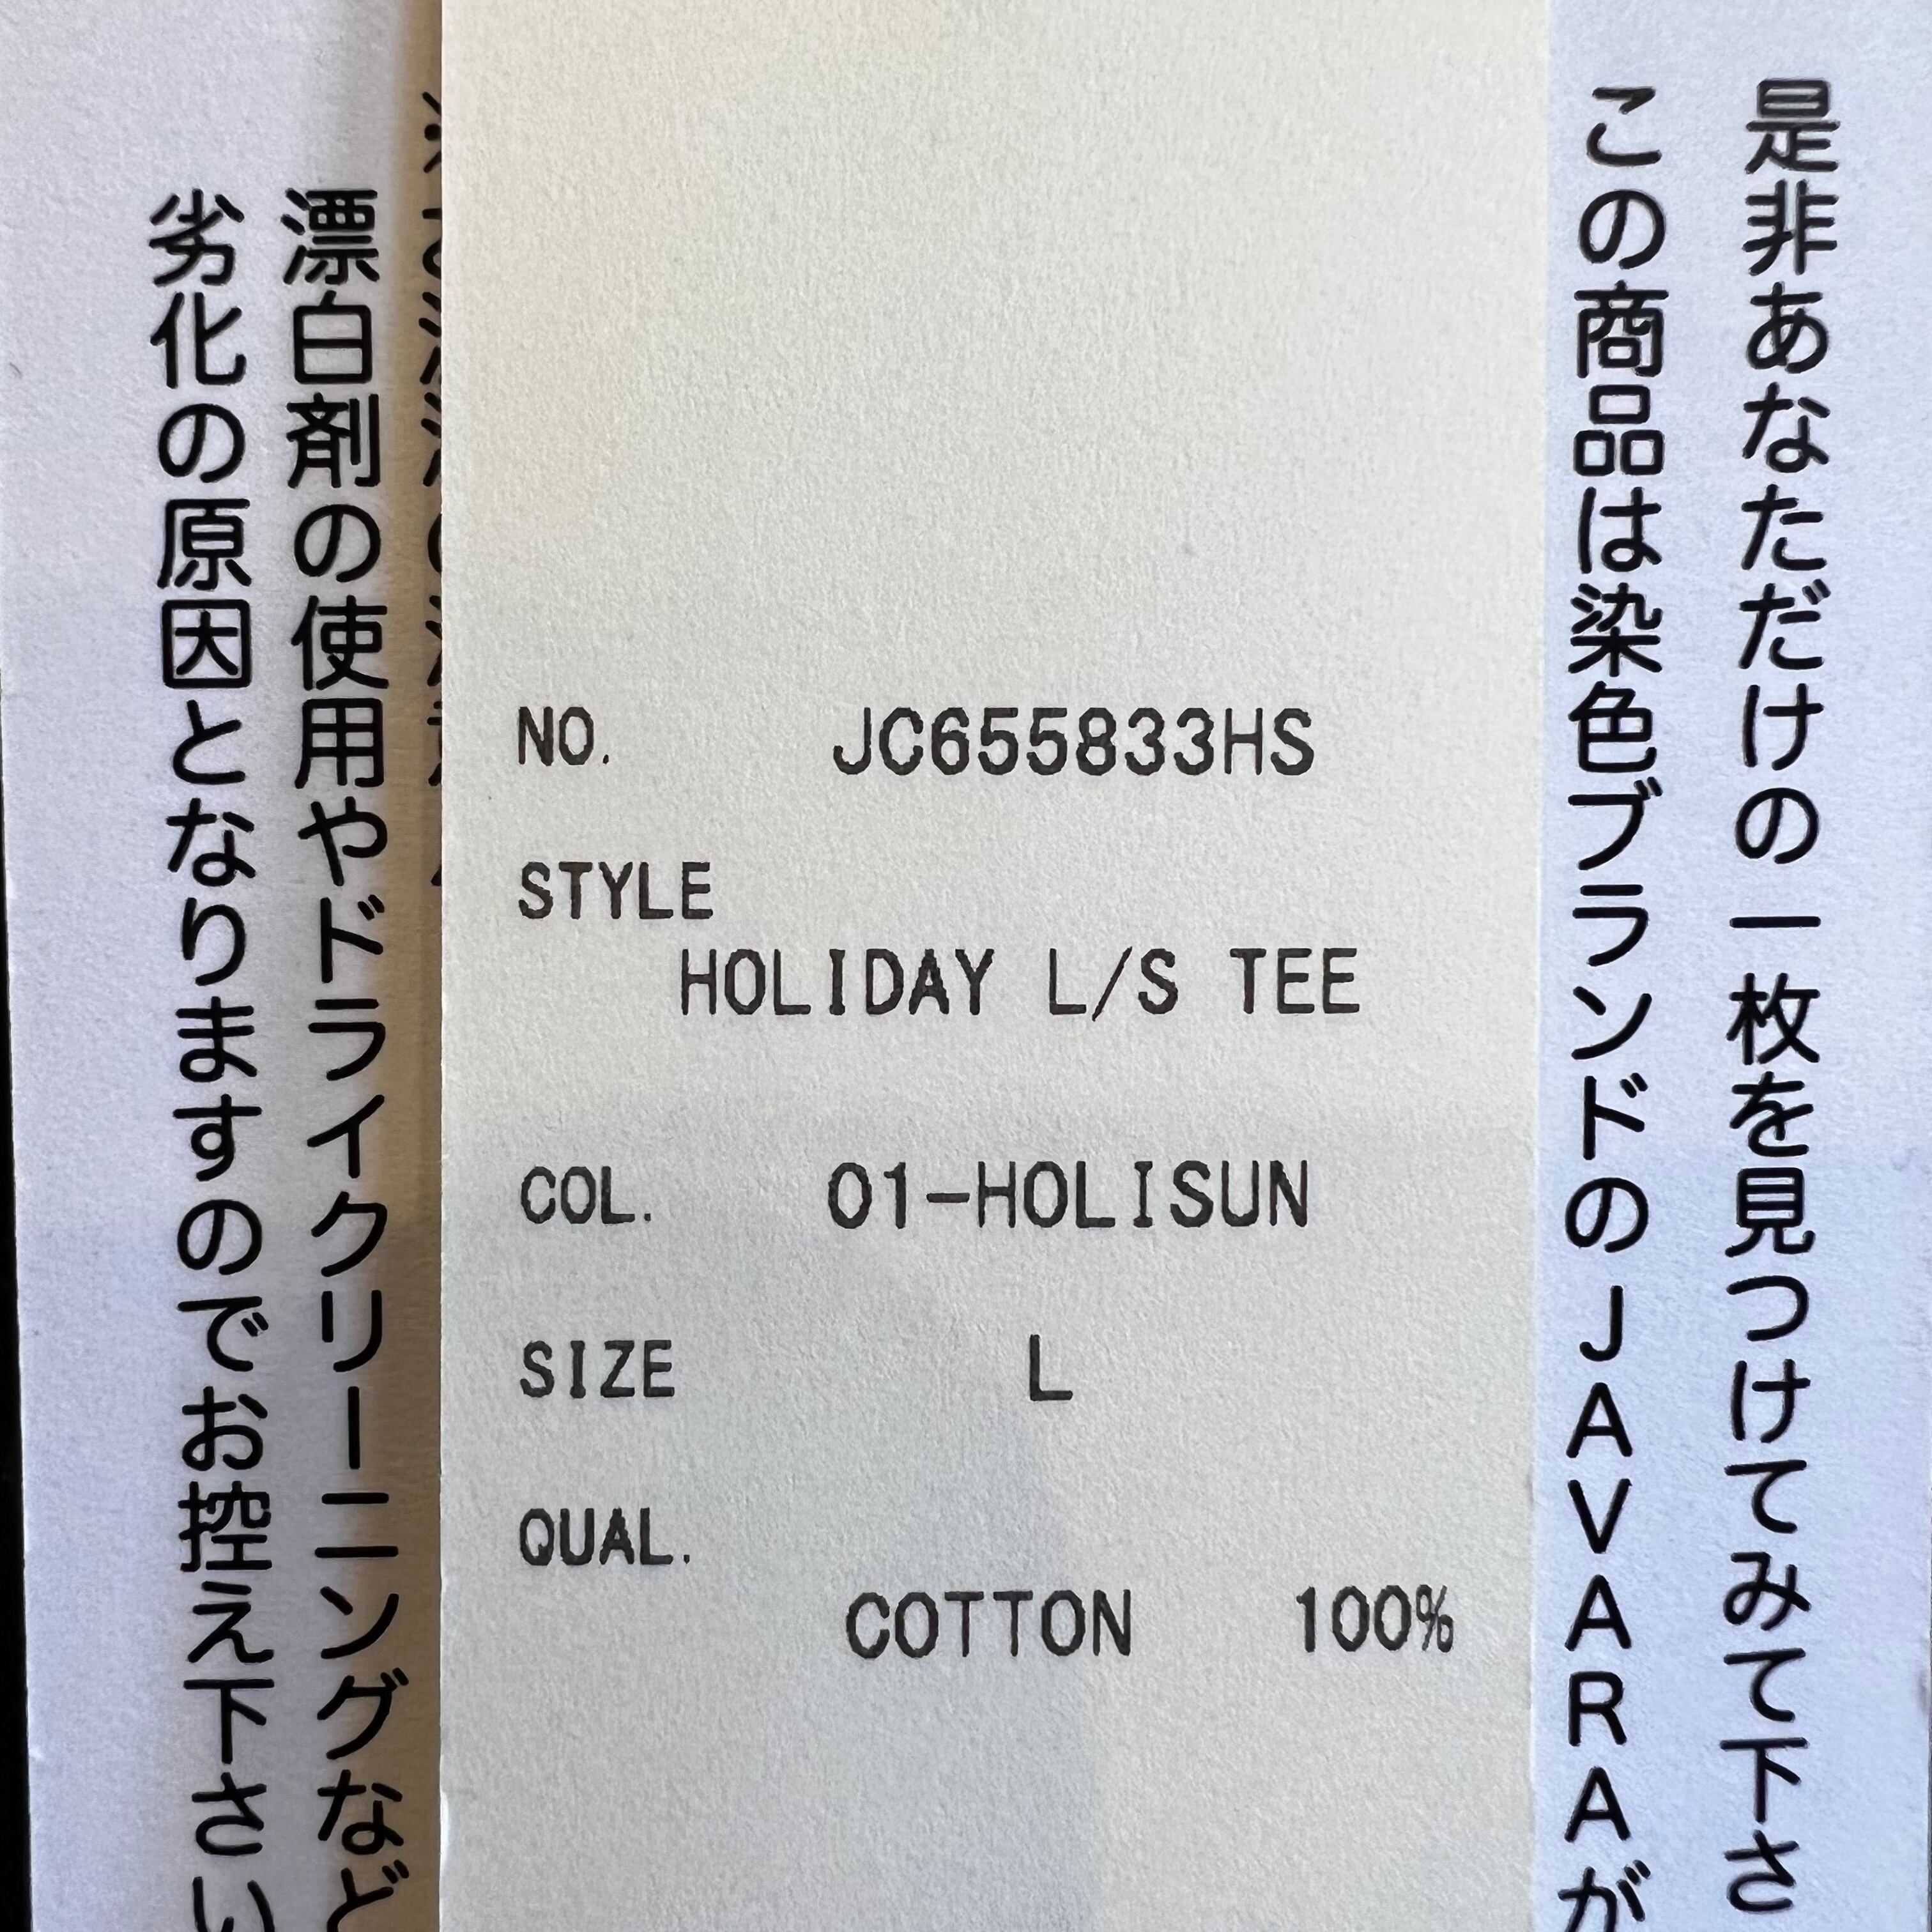 是非あなただけの一枚を見つけてみて下さ
この商品は染色ブランドのJAVARAが
NO. JC655833HS
STYLE
HOLIDAY L/S TEE
COL. 01-HOLISUN
SIZE L
QUAL.
COTTON 100%
漂白剤の使用やドライクリーニングなど
劣化の原因となりますのでお控え下さい